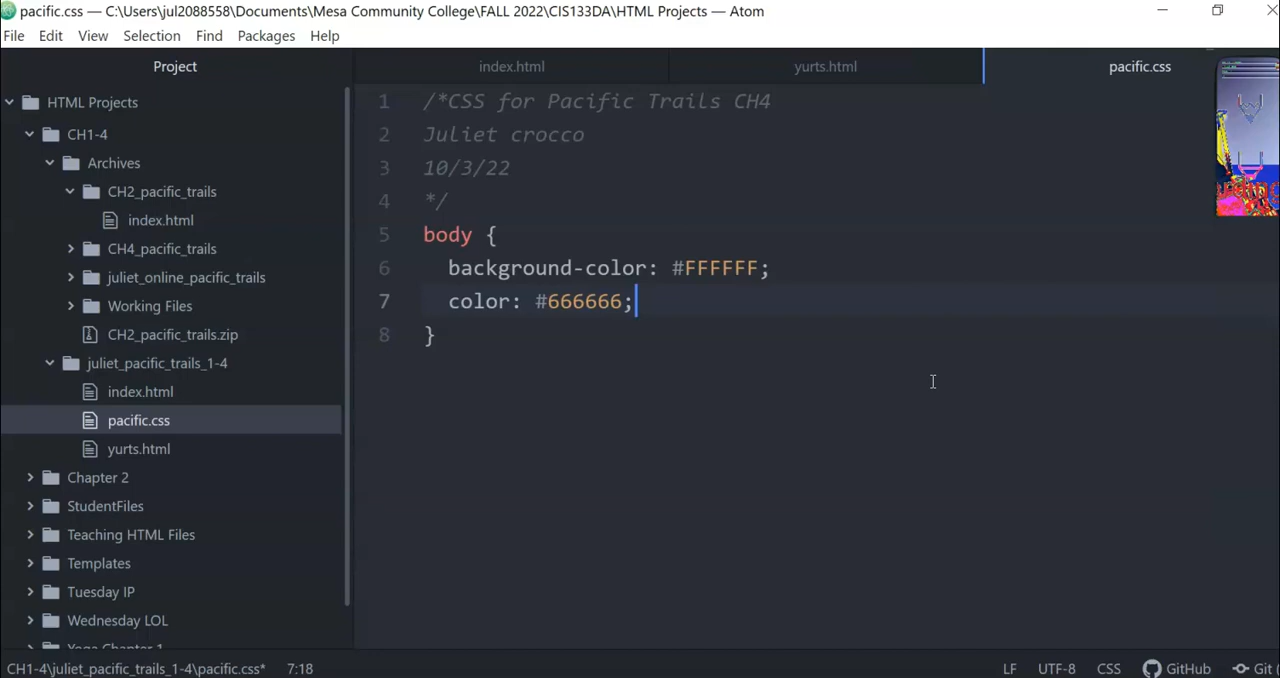 pacific.css — C:\Users\jul2088558\Documents\Mesa Community College\FALL 2022\CIS133DA\HTML Projects — Atom
File Edit View Selection Find Packages Help
Project
index.html
yurts.html
pacific.css
HTML Projects
CH1-4
Archives
CH2_pacific_trails
index.html
CH4_pacific_trails
juliet_online_pacific_trails
Working Files
CH2_pacific_trails.zip
juliet_pacific_trails_1-4
index.html
pacific.css
yurts.html
Chapter 2
StudentFiles
Teaching HTML Files
Templates
Tuesday IP
Wednesday LOL
Yoga Chapter 1
1 /*CSS for Pacific Trails CH4
2 Juliet crocco
3 10/3/22
4 */
5 body {
6 background-color: #FFFFFF;
7 color: #666666;
8 }
CH1-4\juliet_pacific_trails_1-4\pacific.css* 7:18 LF UTF-8 CSS GitHub Git (